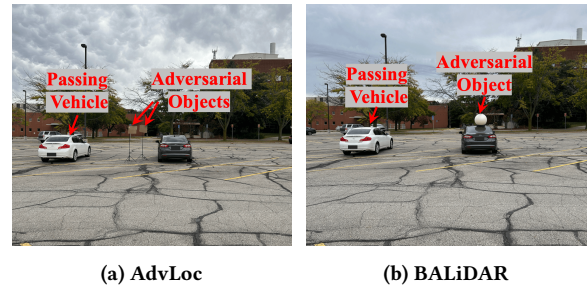 Passing
Vehicle
Adversarial
Objects
Passing
Vehicle
Adversarial
Object
(a) AdvLoc
(b) BALiDAR